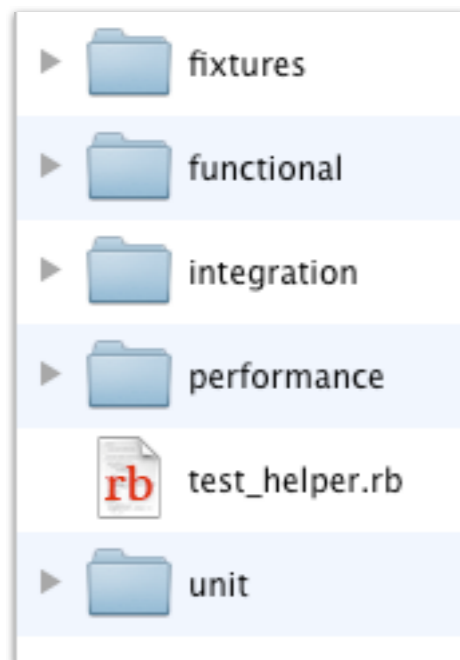 fixtures
functional
integration
performance
rb
test_helper.rb
unit